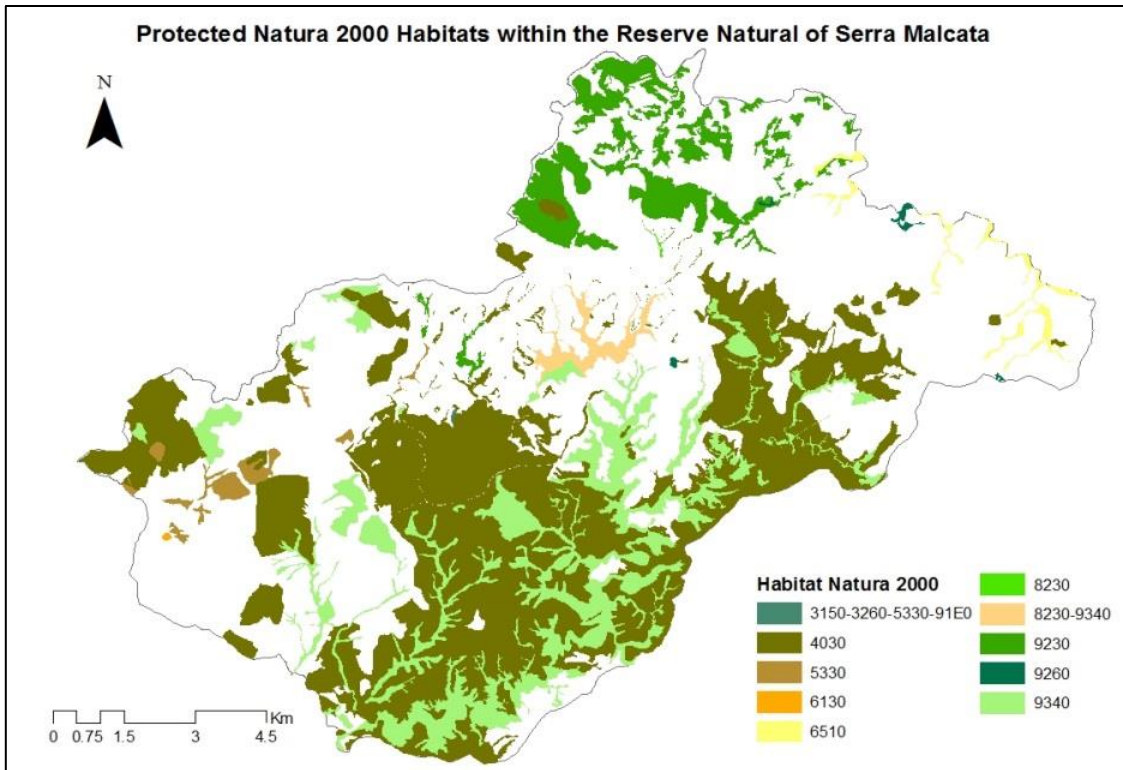 Protected Natura 2000 Habitats within the Reserve Natural of Serra Malcata
N
Habitat Natura 2000
3150-3260-5330-91E0
4030
5330
6130
6510
8230
8230-9340
9230
9260
9340
Km
0 0.75 1.5 3 4.5